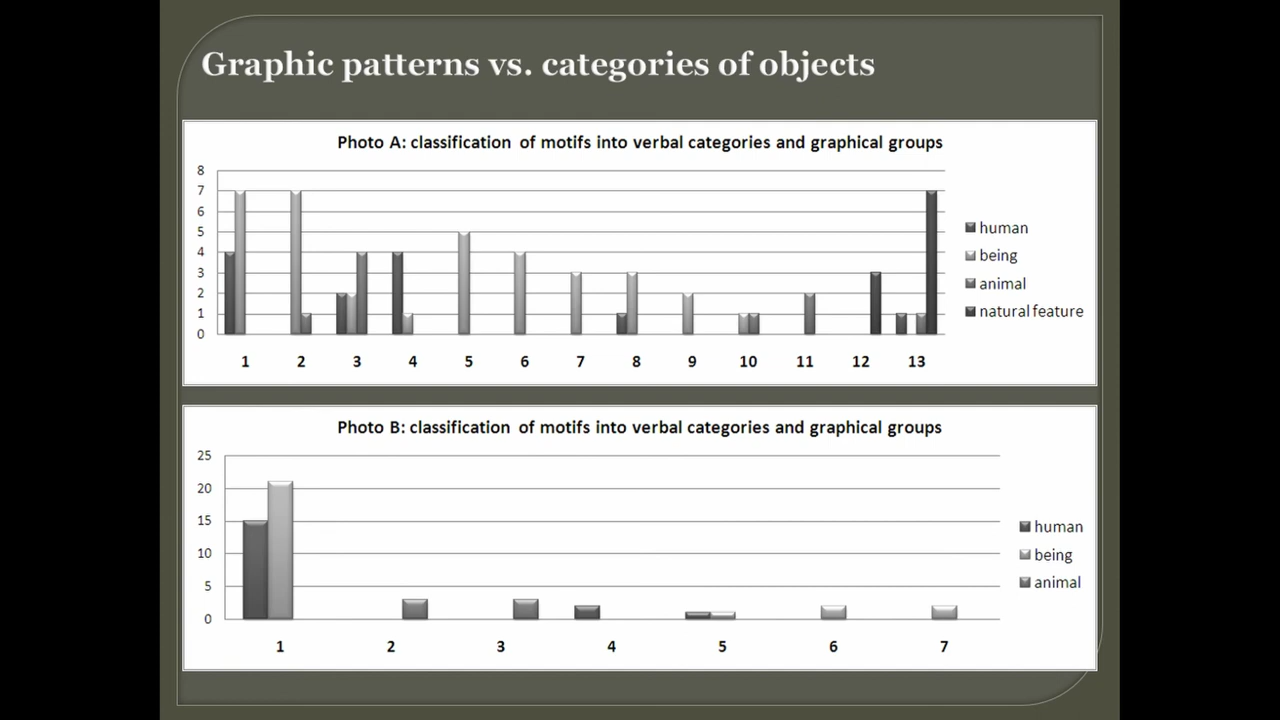 Graphic patterns vs. categories of objects
Photo A: classification of motifs into verbal categories and graphical groups
8
7
6
5
4
3
2
1
0
1 2 3 4 5 6 7 8 9 10 11 12 13
human
being
animal
natural feature
Photo B: classification of motifs into verbal categories and graphical groups
25
20
15
10
5
0
1 2 3 4 5 6 7
human
being
animal